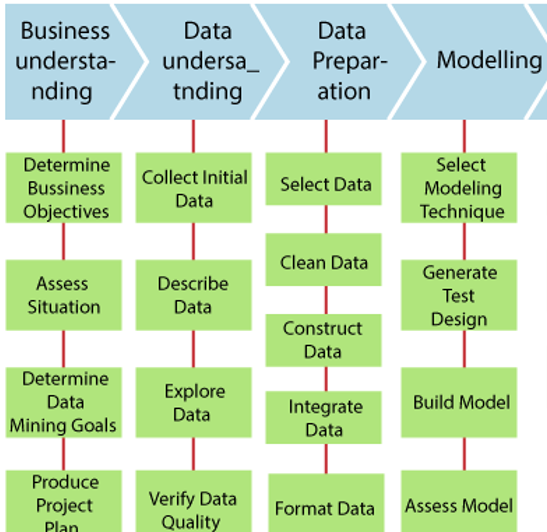 Business
understa-
nding
Data
undersa_
tnding
Data
Prepar-
ation
Modelling
Determine
Bussiness
Objectives
Assess
Situation
Determine
Data
Mining Goals
Produce
Project
Plan
Collect Initial
Data
Describe
Data
Explore
Data
Verify Data
Quality
Select Data
Clean Data
Construct
Data
Integrate
Data
Format Data
Select
Modeling
Technique
Generate
Test
Design
Build Model
Assess Model